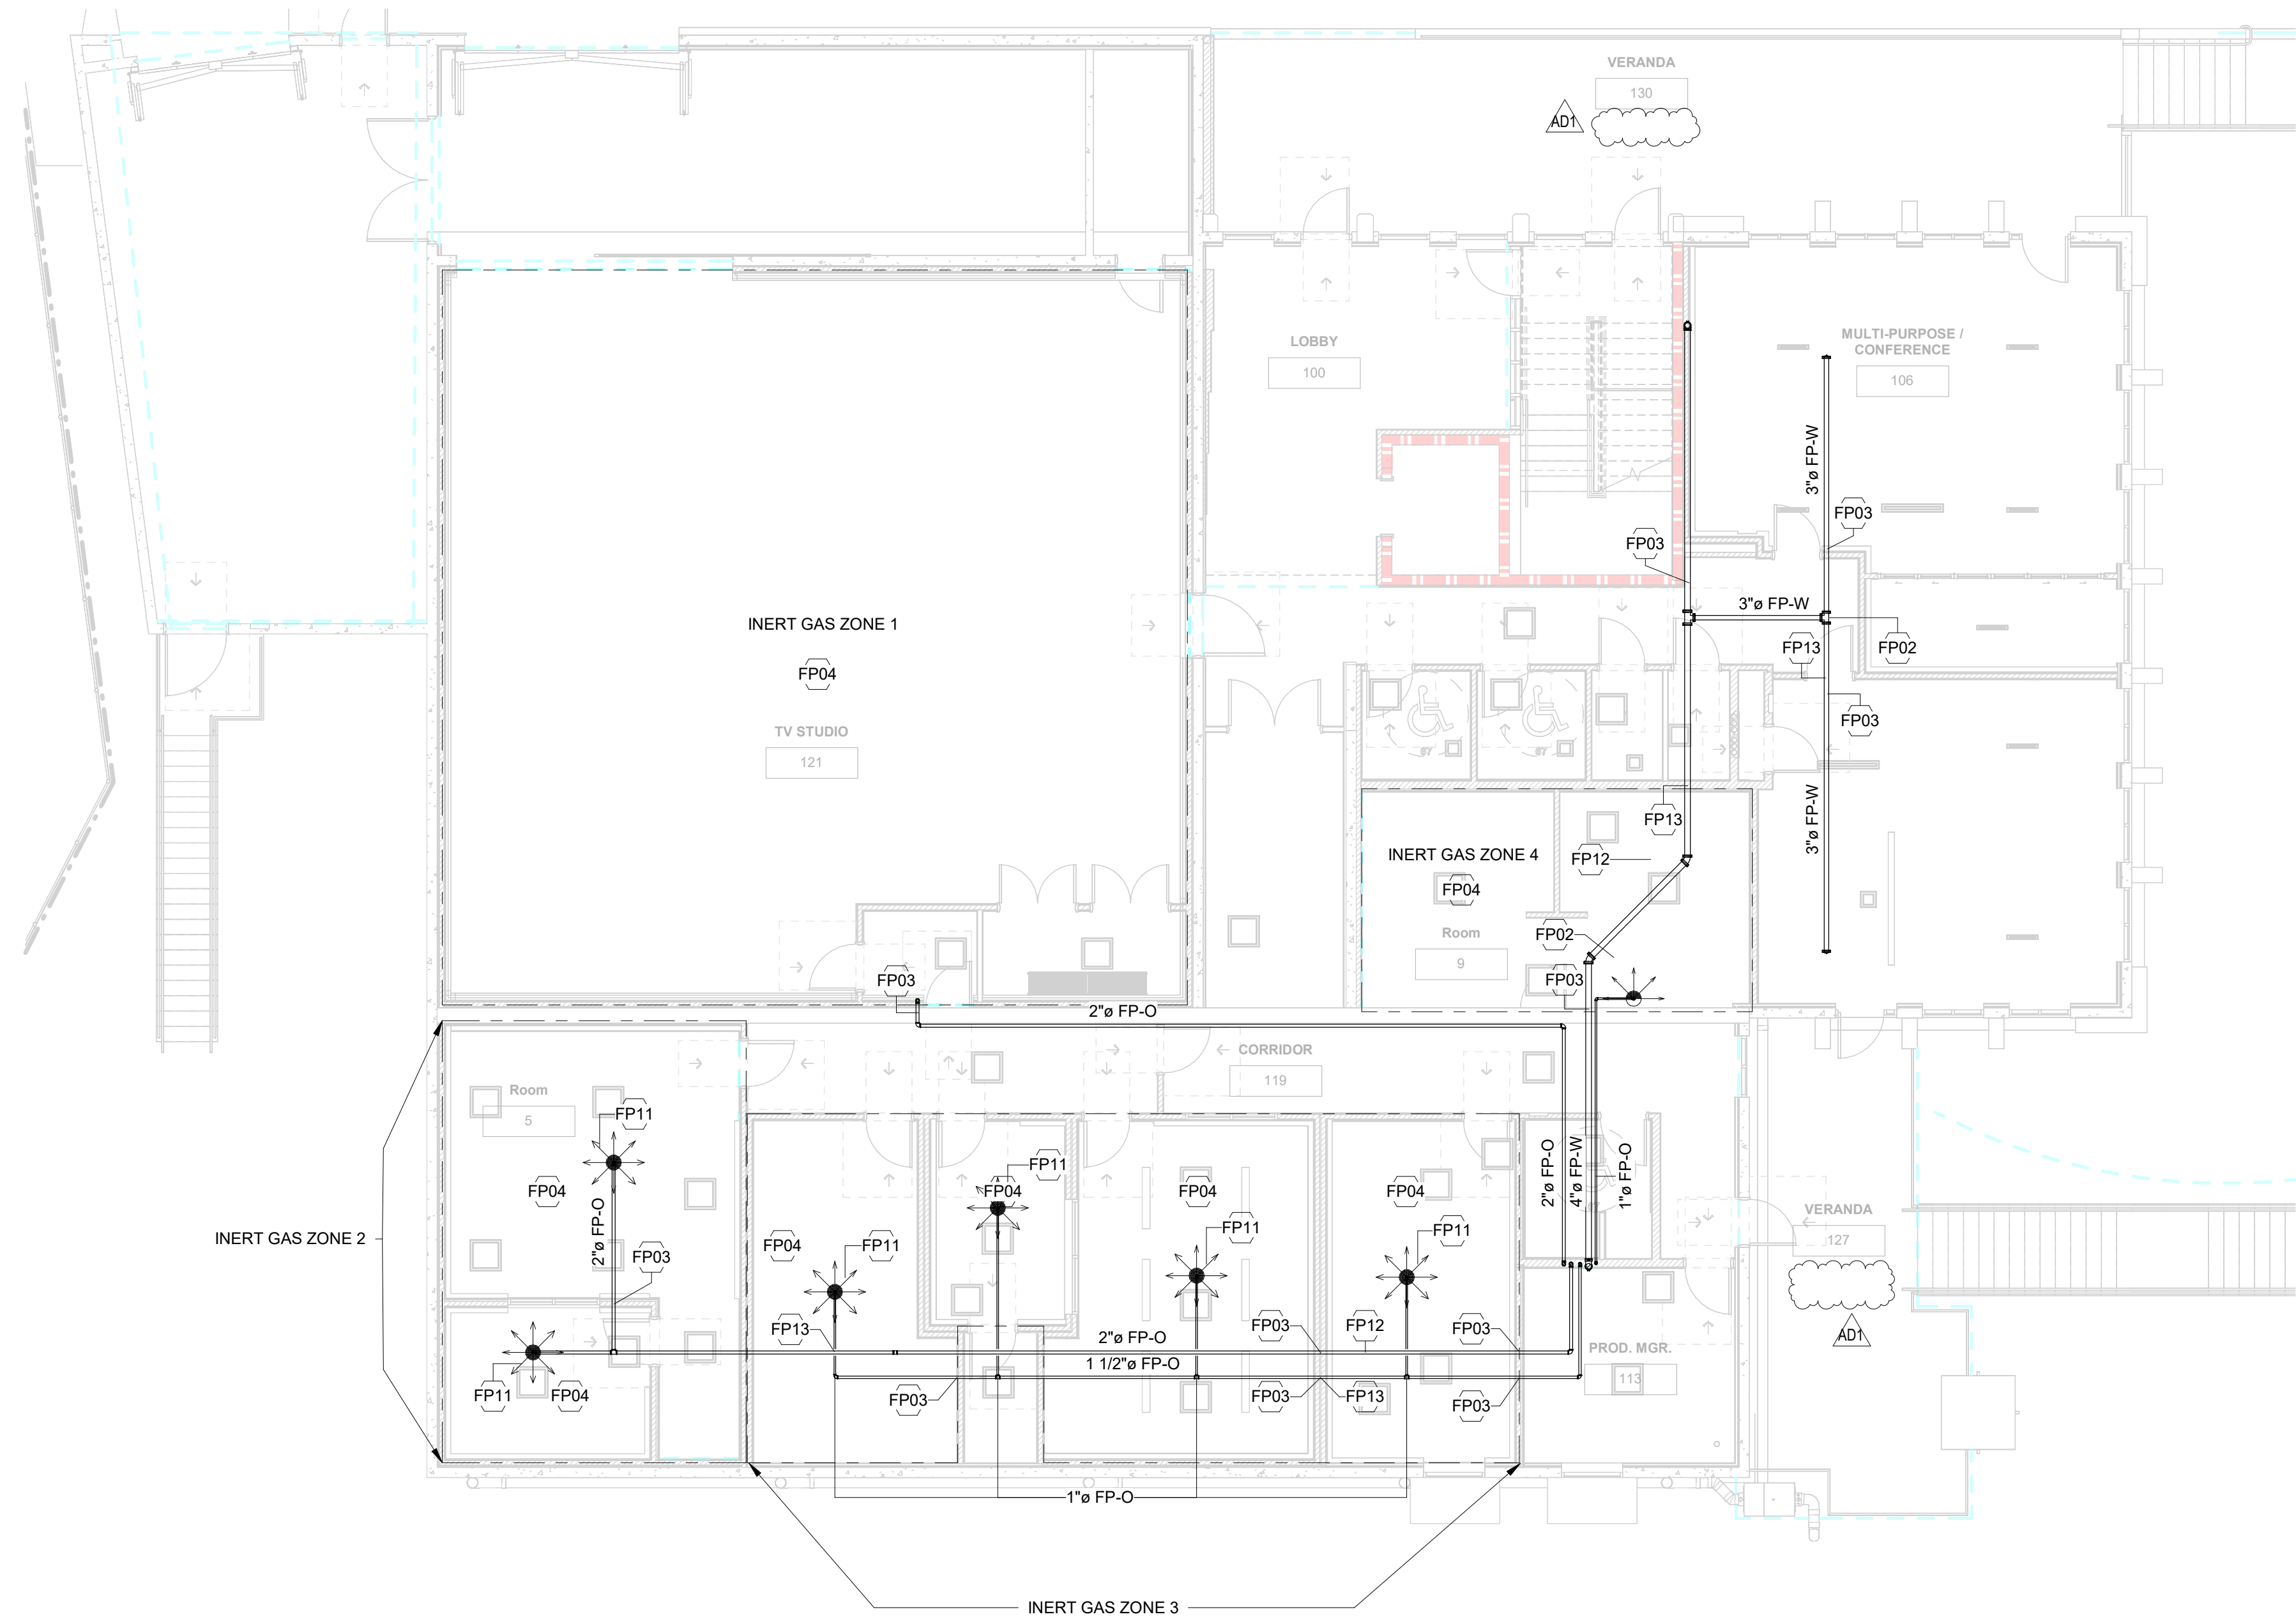 VERANDA
130
AD1
LOBBY
100
MULTI-PURPOSE /
CONFERENCE
106
3"ø FP-W
FP03
FP03
3"ø FP-W
FP13
FP02
FP03
3"ø FP-W
INERT GAS ZONE 1
FP04
TV STUDIO
121
FP13
INERT GAS ZONE 4
FP12
FP04
Room
9
FP02
FP03
FP03
2"ø FP-O
CORRIDOR
119
Room
5
FP11
FP04
2"ø FP-O
FP03
INERT GAS ZONE 2
FP11
FP04
FP04
FP11
FP11
FP04
FP04
FP11
FP04
FP11
2"ø FP-O
4"ø FP-W
1"ø FP-O
VERANDA
127
AD1
FP13
2"ø FP-O
1 1/2"ø FP-O
FP03
FP12
FP03
PROD. MGR.
113
FP03
FP03
FP13
FP03
1"ø FP-O
INERT GAS ZONE 3